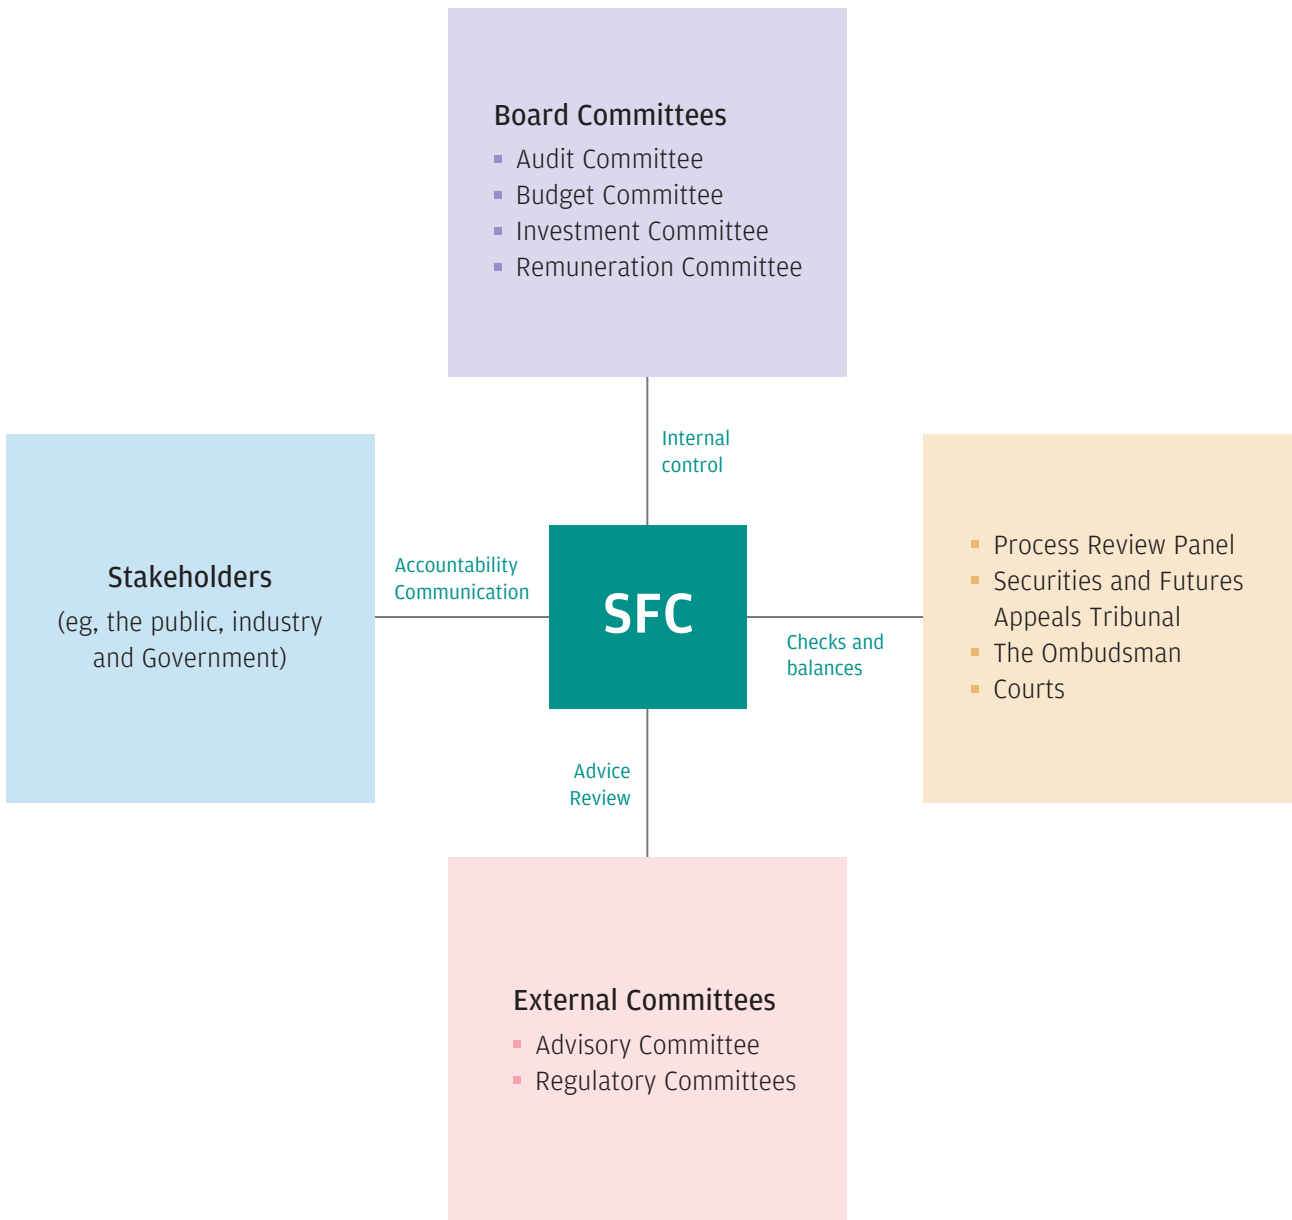 Board Committees
Audit Committee
Budget Committee
Investment Committee
Remuneration Committee
Internal
control
Stakeholders
(eg, the public, industry
and Government)
Accountability
Communication
SFC
Checks and
balances
Process Review Panel
Securities and Futures
Appeals Tribunal
The Ombudsman
Courts
Advice
Review
External Committees
Advisory Committee
Regulatory Committees